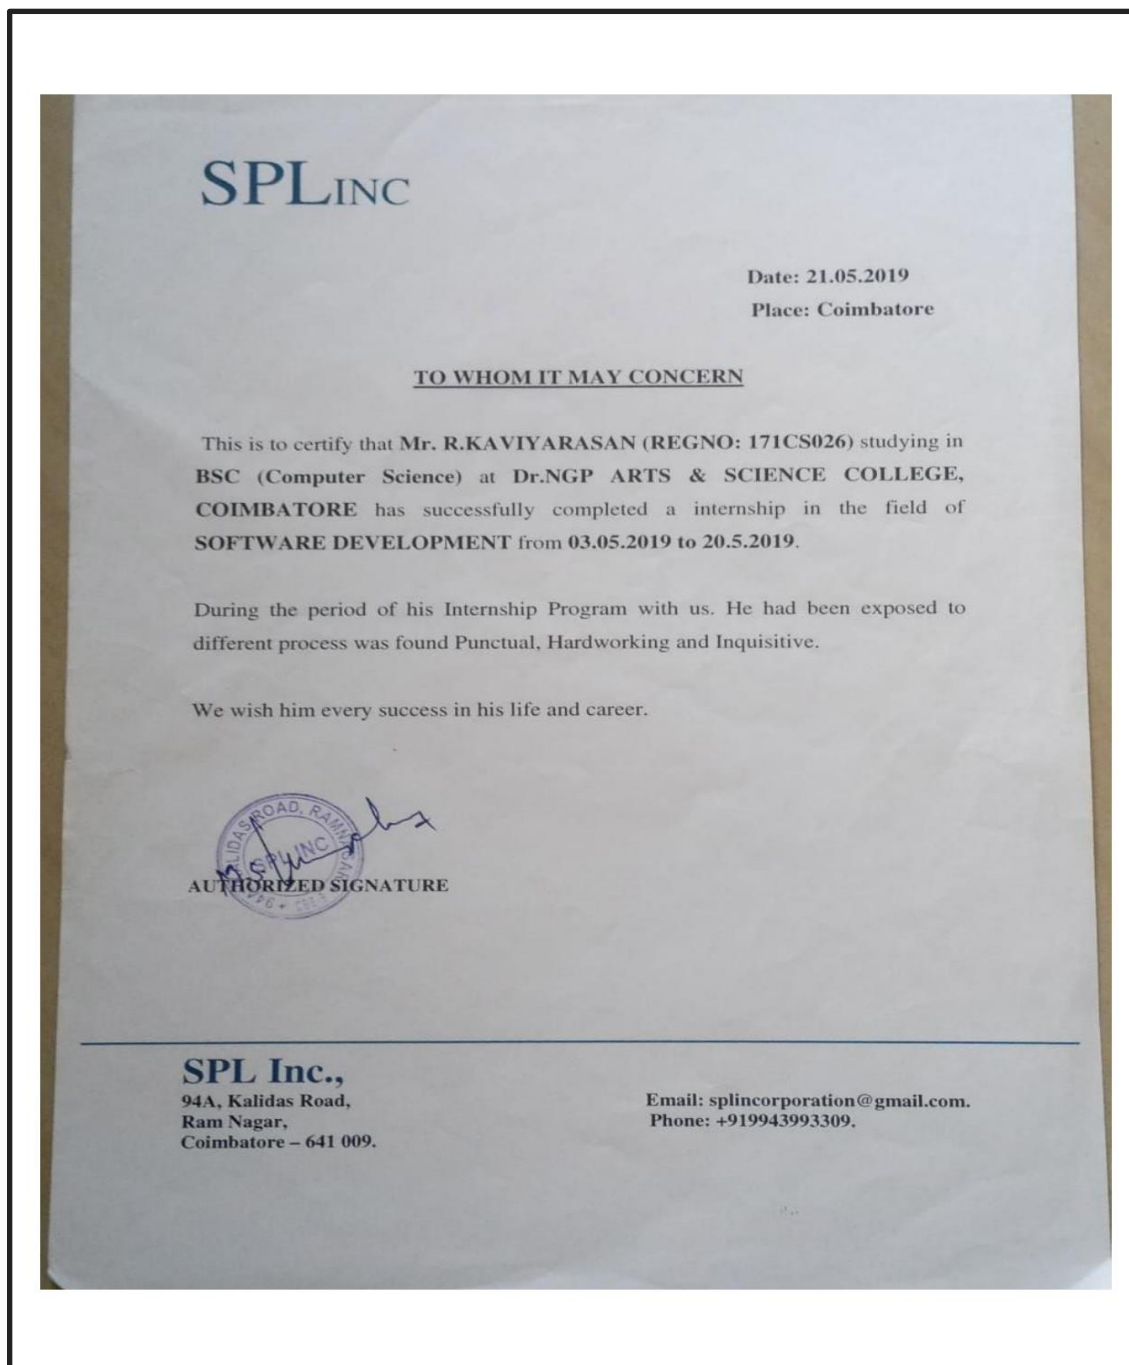 SPLINC
Date: 21.05.2019
Place: Coimbatore
TO WHOM IT MAY CONCERN
This is to certify that Mr. R.KAVIYARASAN (REGNO: 171CS026) studying in
BSC (Computer Science) at Dr.NGP ARTS & SCIENCE COLLEGE,
COIMBATORE has successfully completed a internship in the field of
SOFTWARE DEVELOPMENT from 03.05.2019 to 20.5.2019.
During the period of his Internship Program with us. He had been exposed to
different process was found Punctual, Hardworking and Inquisitive.
We wish him every success in his life and career.
ROAD, RAMNAGAR
SPL INC
AUTHORIZED SIGNATURE
SPL Inc.,
94A, Kalidas Road,
Ram Nagar,
Coimbatore – 641 009.
Email: splincorporation@gmail.com.
Phone: +919943993309.